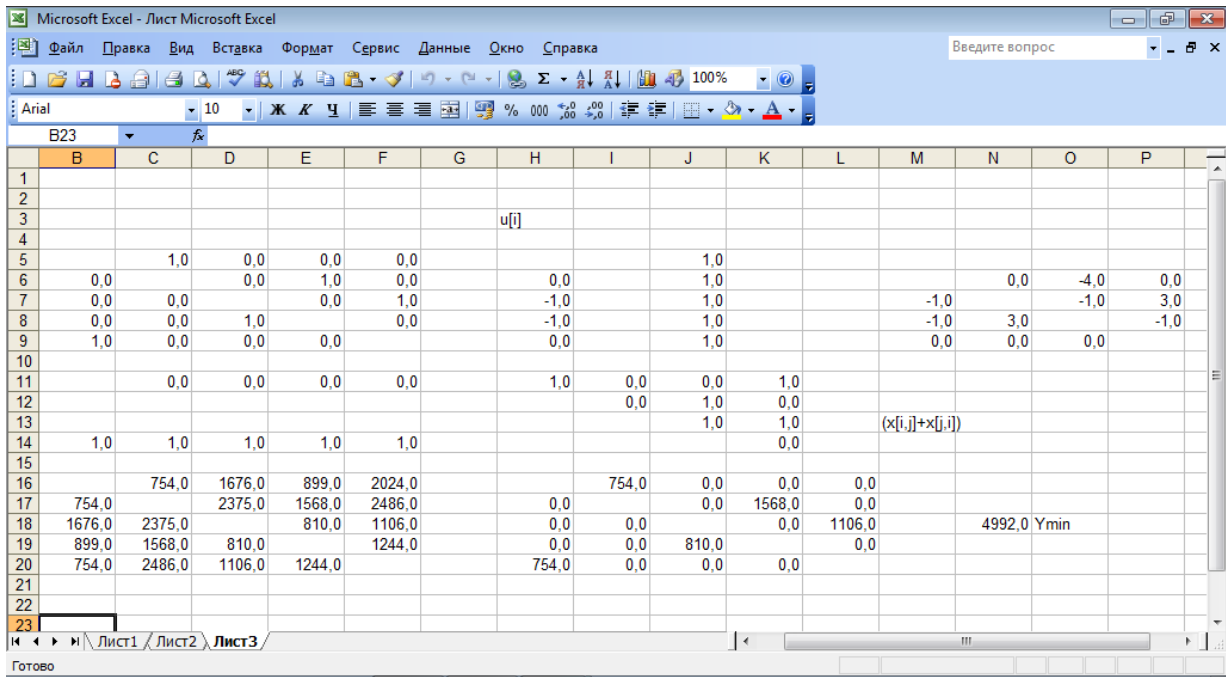 Microsoft Excel - Лист Microsoft Excel
Файл Правка Вид Вставка Формат Сервис Данные Окно Справка Введите вопрос
ABC Σ А Я Я А 100%
Arial 10 Ж К Ч % 000 ,0 ,00 ,00 ,0 А
B23 fx
B C D E F G H I J K L M N O P
1
2
3 u[i]
4
5 1,0 0,0 0,0 0,0 1,0
6 0,0 0,0 1,0 0,0 0,0 1,0 0,0 -4,0 0,0
7 0,0 0,0 0,0 1,0 -1,0 1,0 -1,0 -1,0 3,0
8 0,0 0,0 1,0 0,0 -1,0 1,0 -1,0 3,0 -1,0
9 1,0 0,0 0,0 0,0 0,0 1,0 0,0 0,0 0,0
10
11 0,0 0,0 0,0 0,0 1,0 0,0 0,0 1,0
12 0,0 1,0 0,0
13 1,0 1,0 (x[i,j]+x[j,i])
14 1,0 1,0 1,0 1,0 1,0 0,0
15
16 754,0 1676,0 899,0 2024,0 754,0 0,0 0,0 0,0
17 754,0 2375,0 1568,0 2486,0 0,0 0,0 1568,0 0,0
18 1676,0 2375,0 810,0 1106,0 0,0 0,0 0,0 1106,0 4992,0 Ymin
19 899,0 1568,0 810,0 1244,0 0,0 0,0 810,0 0,0
20 754,0 2486,0 1106,0 1244,0 754,0 0,0 0,0 0,0
21
22
23
Лист1 Лист2 Лист3
Готово